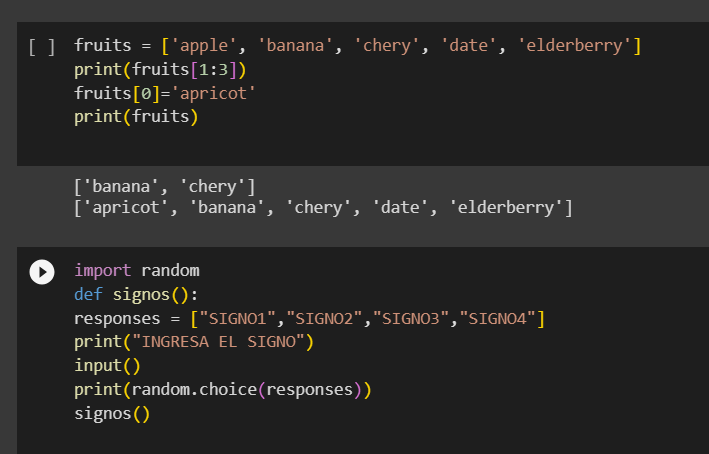 [ ] fruits = ['apple', 'banana', 'chery', 'date', 'elderberry']
print(fruits[1:3])
fruits[0]='apricot'
print(fruits)
['banana', 'chery']
['apricot', 'banana', 'chery', 'date', 'elderberry']
import random
def signos():
responses = ["SIGNO1","SIGNO2","SIGNO3","SIGNO4"]
print("INGRESA EL SIGNO")
input()
print(random.choice(responses))
signos()